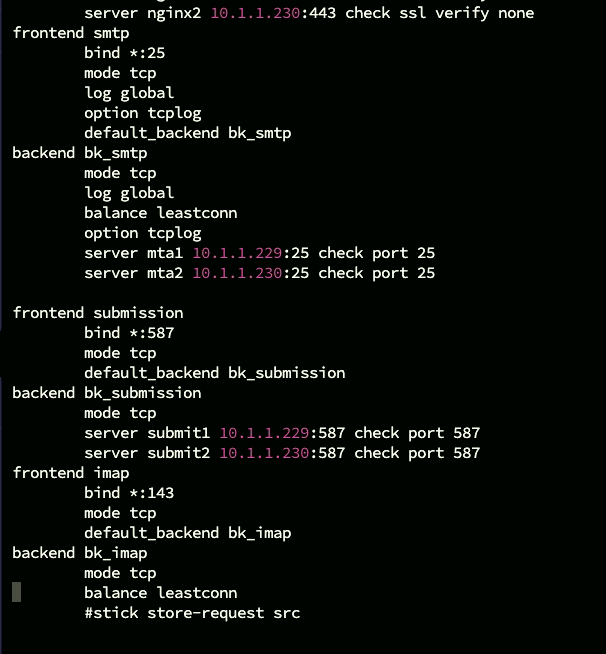 server nginx2 10.1.1.230:443 check ssl verify none
frontend smtp
bind *:25
mode tcp
log global
option tcplog
default_backend bk_smtp
backend bk_smtp
mode tcp
log global
balance leastconn
option tcplog
server mta1 10.1.1.229:25 check port 25
server mta2 10.1.1.230:25 check port 25
frontend submission
bind *:587
mode tcp
default_backend bk_submission
backend bk_submission
mode tcp
server submit1 10.1.1.229:587 check port 587
server submit2 10.1.1.230:587 check port 587
frontend imap
bind *:143
mode tcp
default_backend bk_imap
backend bk_imap
mode tcp
balance leastconn
#stick store-request src